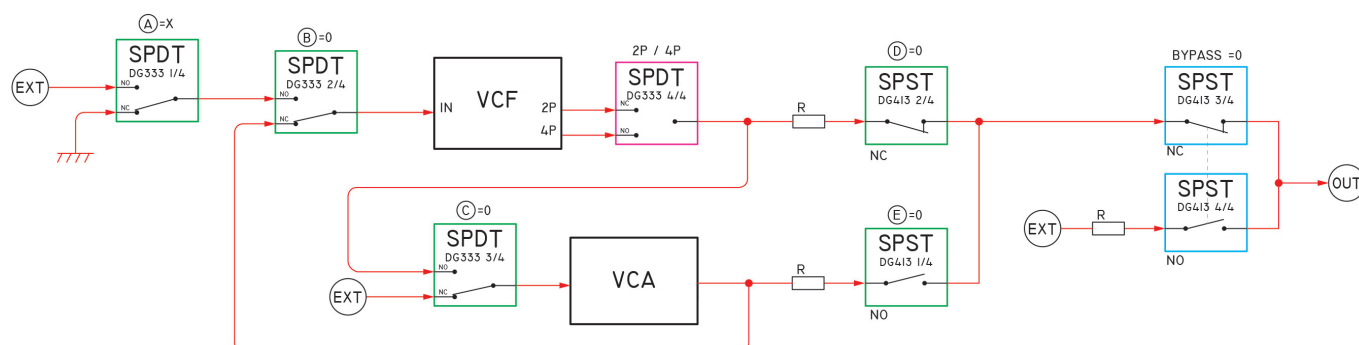 Ⓐ=X
SPDT
DG333 1/4
EXT
NO
NC
Ⓑ=0
SPDT
DG333 2/4
NO
NC
VCF
IN
2P
4P
2P / 4P
SPDT
DG333 4/4
NC
NO
R
Ⓓ=0
SPST
DG413 2/4
NC
BYPASS =0
SPST
DG413 3/4
NC
OUT
EXT
R
SPST
DG413 4/4
NO
Ⓒ=0
SPDT
DG333 3/4
NO
NC
EXT
VCA
R
Ⓔ=0
SPST
DG413 1/4
NO